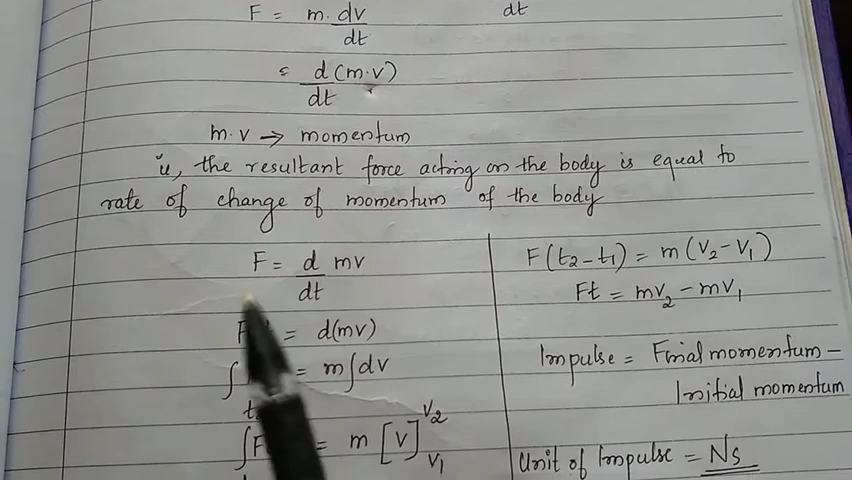 F = m. dv
dt
dt
= d (m.v)
dt
m.v → momentum
ie, the resultant force acting on the body is equal to
rate of change of momentum of the body
F = d mv
dt
F = d(mv)
∫ = m∫dv
∫F = m [v] v₂ v₁
F(t₂-t₁) = m(v₂-v₁)
Ft = mv₂-mv₁
Impulse = Final momentum -
Initial momentum
Unit of Impulse = Ns